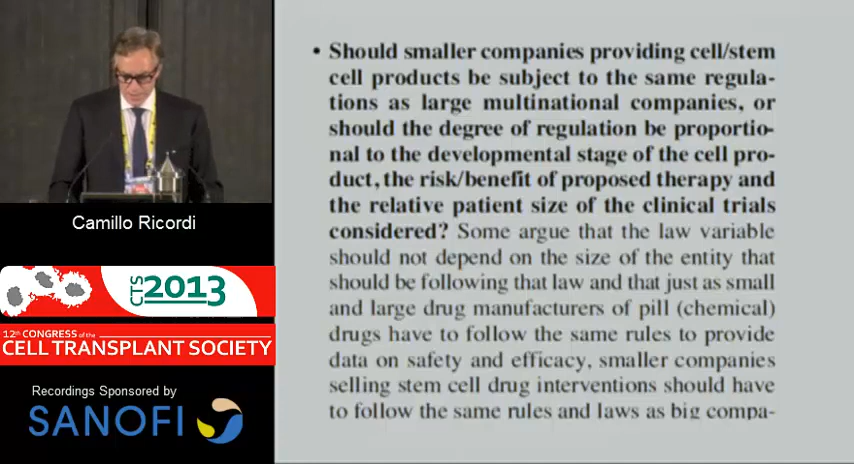 Camillo Ricordi
CTS
2013
12th CONGRESS of the
CELL TRANSPLANT SOCIETY
Recordings Sponsored by
SANOFI
• Should smaller companies providing cell/stem
cell products be subject to the same regula-
tions as large multinational companies, or
should the degree of regulation be proportio-
nal to the developmental stage of the cell pro-
duct, the risk/benefit of proposed therapy and
the relative patient size of the clinical trials
considered? Some argue that the law variable
should not depend on the size of the entity that
should be following that law and that just as small
and large drug manufacturers of pill (chemical)
drugs have to follow the same rules to provide
data on safety and efficacy, smaller companies
selling stem cell drug interventions should have
to follow the same rules and laws as big compa-